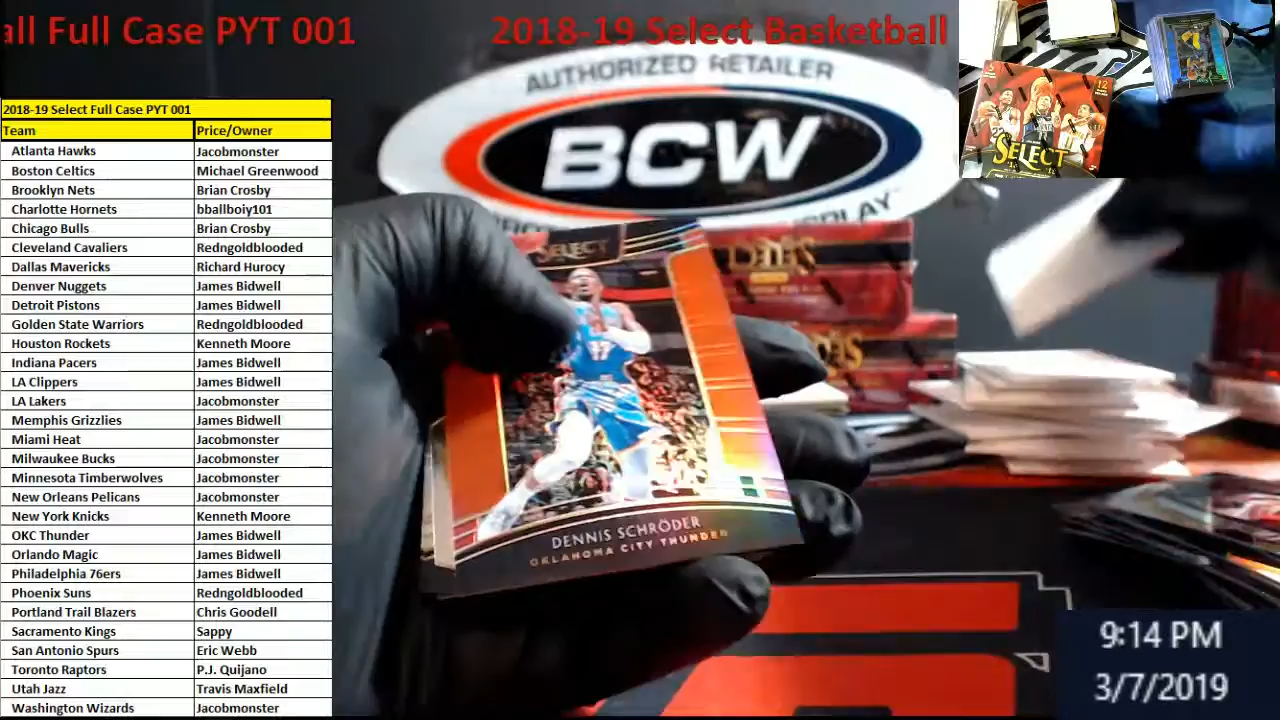 all Full Case PYT 001
2018-19 Select Basketball
2018-19 Select Full Case PYT 001
Team Price/Owner
Atlanta Hawks Jacobmonster
Boston Celtics Michael Greenwood
Brooklyn Nets Brian Crosby
Charlotte Hornets bballboiy101
Chicago Bulls Brian Crosby
Cleveland Cavaliers Redngoldblooded
Dallas Mavericks Richard Hurocy
Denver Nuggets James Bidwell
Detroit Pistons James Bidwell
Golden State Warriors Redngoldblooded
Houston Rockets Kenneth Moore
Indiana Pacers James Bidwell
LA Clippers James Bidwell
LA Lakers Jacobmonster
Memphis Grizzlies James Bidwell
Miami Heat Jacobmonster
Milwaukee Bucks Jacobmonster
Minnesota Timberwolves Jacobmonster
New Orleans Pelicans Jacobmonster
New York Knicks Kenneth Moore
OKC Thunder James Bidwell
Orlando Magic James Bidwell
Philadelphia 76ers James Bidwell
Phoenix Suns Redngoldblooded
Portland Trail Blazers Chris Goodell
Sacramento Kings Sappy
San Antonio Spurs Eric Webb
Toronto Raptors P.J. Quijano
Utah Jazz Travis Maxfield
Washington Wizards Jacobmonster
AUTHORIZED RETAILER
BCW
DISPLAY
SELECT
17
DENNIS SCHRÖDER
OKLAHOMA CITY THUNDER
SELECT
12
9:14 PM
3/7/2019